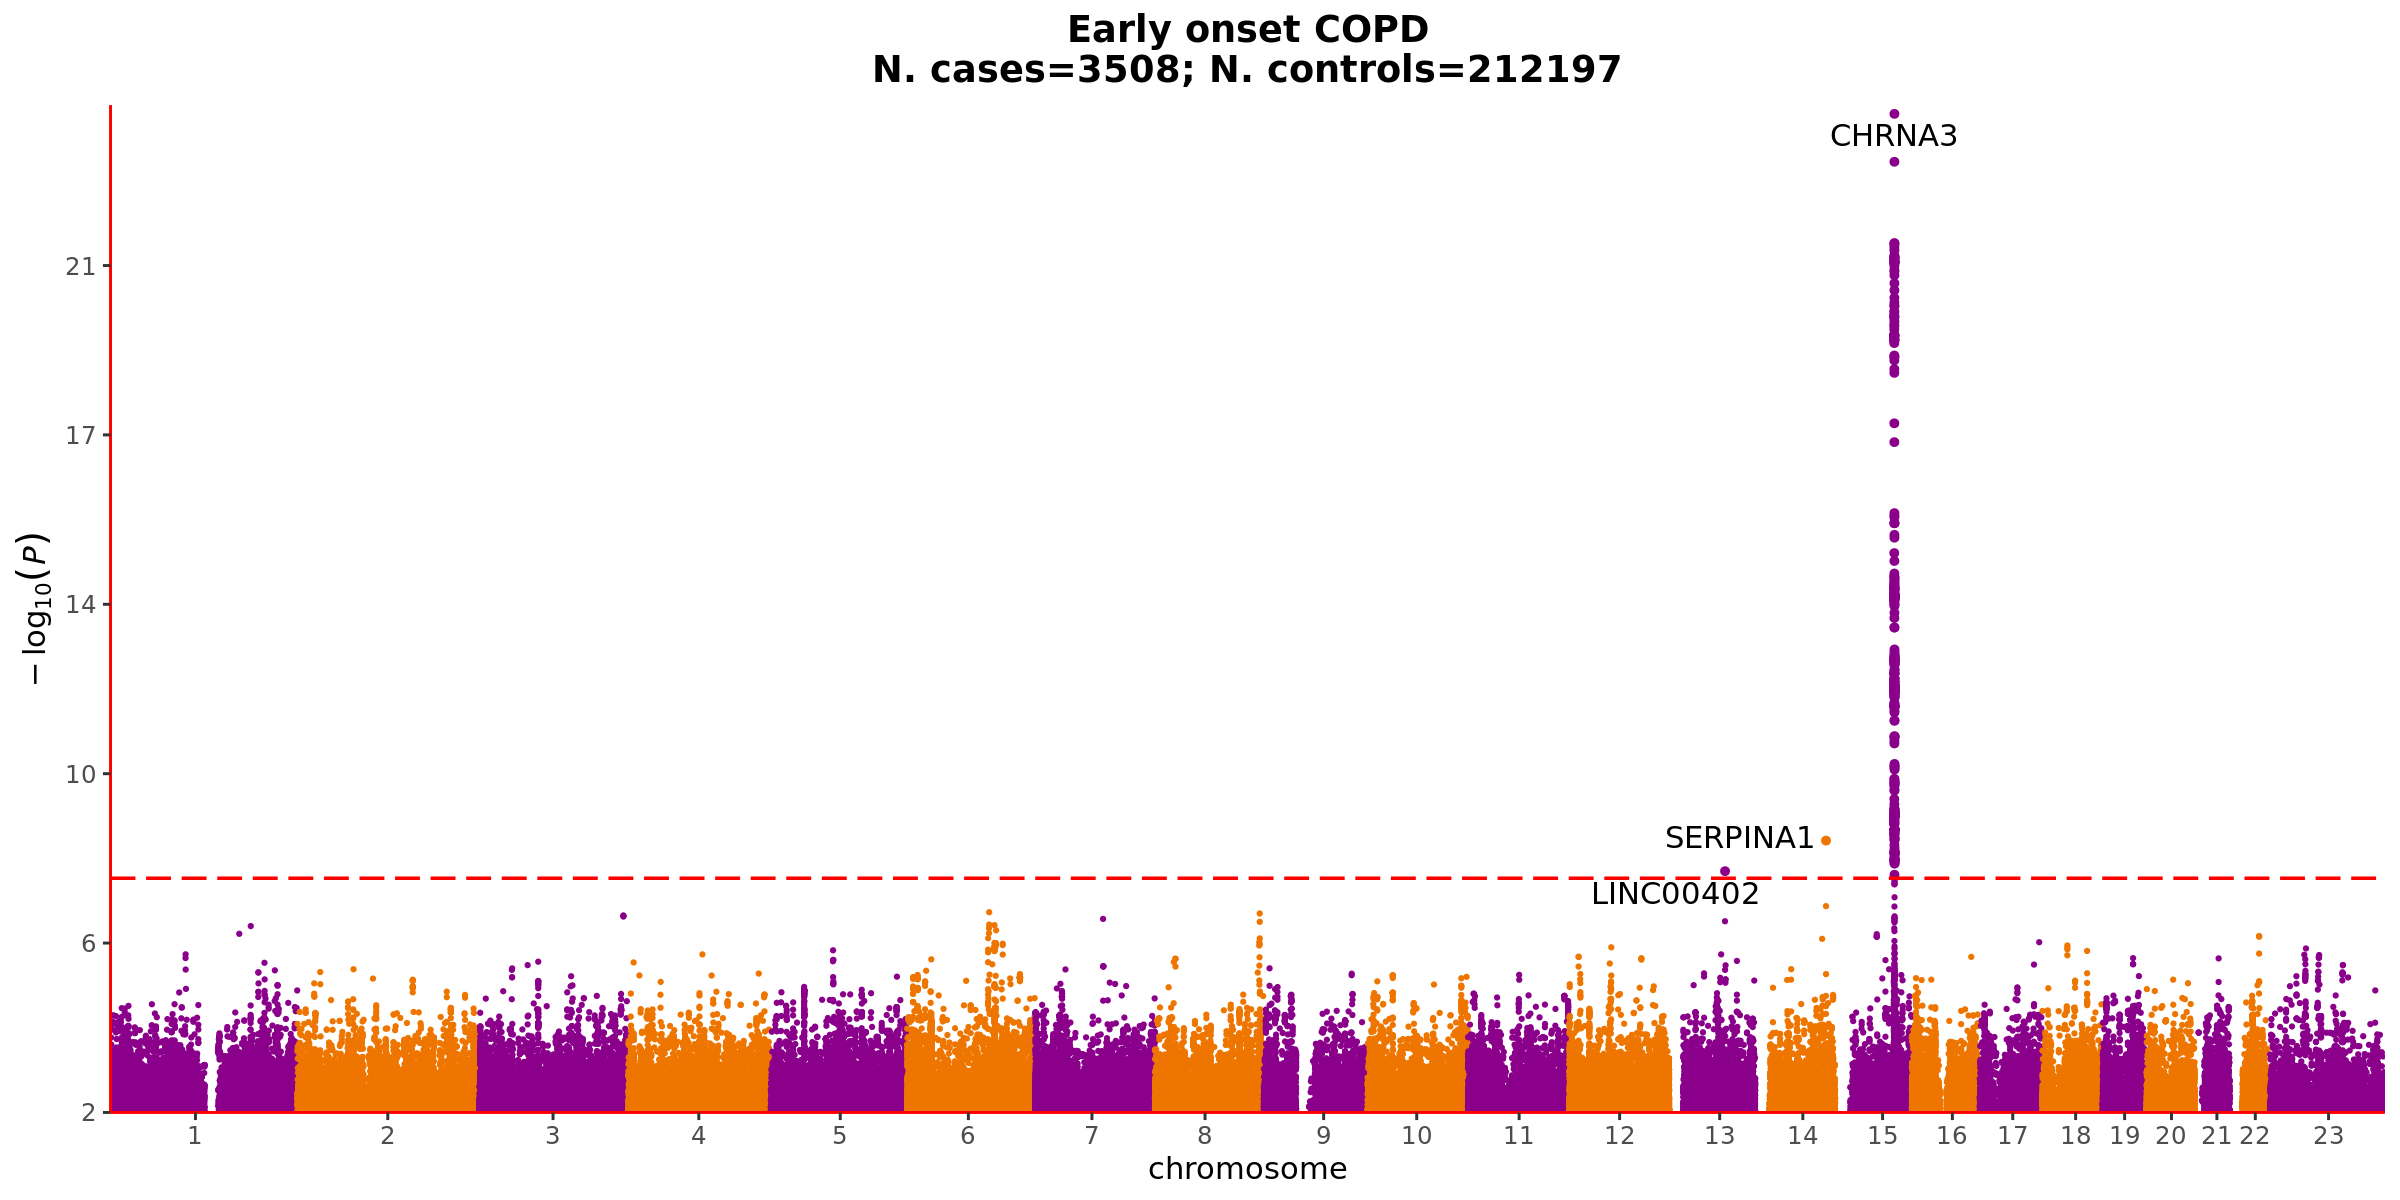 Early onset COPD
N. cases=3508; N. controls=212197
CHRNA3
21
17
− log10(P)
14
10
SERPINA1
LINC00402
6
2
1 2 3 4 5 6 7 8 9 10 11 12 13 14 15 16 17 18 19 20 21 22 23
chromosome